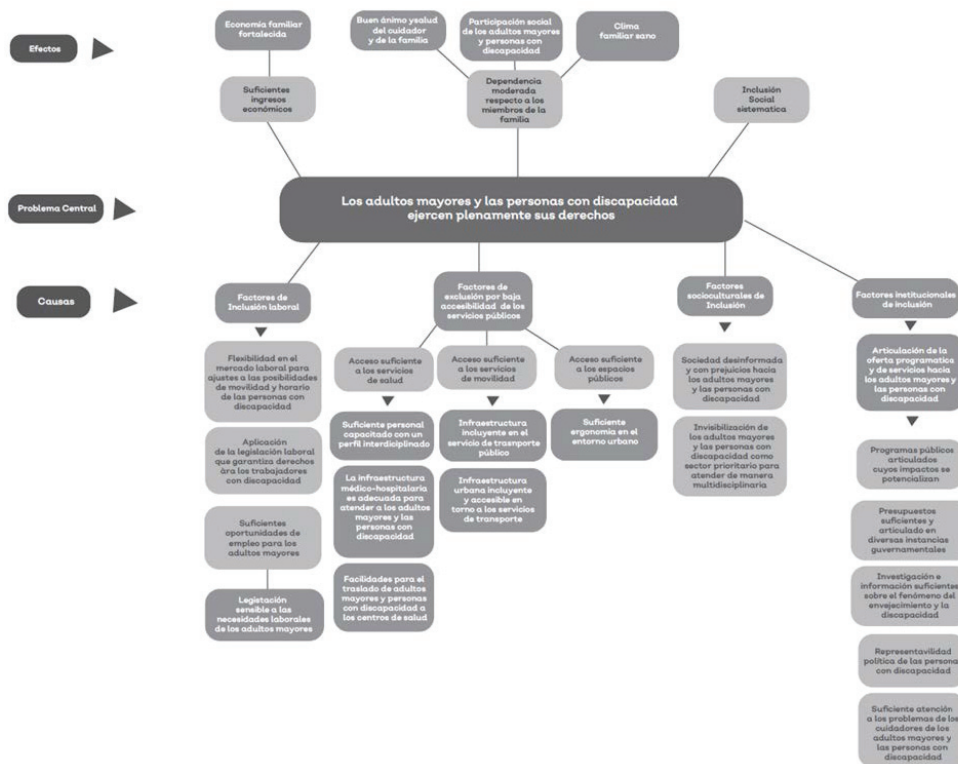 Efectos
Economía familiar
fortalecida
Buen ánimo ysalud
del cuidador
y de la familia
Participación social
de los adultos mayores
y personas con
discapacidad
Clima
familiar sano
Suficientes
ingresos
económicos
Dependencia
moderada
respecto a los
miembros de la
familia
Inclusión
Social
sistematica
Problema Central
Los adultos mayores y las personas con discapacidad
ejercen plenamente sus derechos
Causas
Factores de
Inclusión laboral
Flexibilidad en el
mercado laboral para
ajustes a las posibilidades
de movilidad y horario
de las personas con
discapacidad
Aplicación
de la legislación laboral
que garantiza derechos
àra los trabajadores
con discapacidad
Suficientes
oportunidades de
empleo para los
adultos mayores
Legistación
sensible a las
necesidades laborales
de los adultos mayores
Factores de
exclusión por baja
accesibilidad de los
servicios públicos
Acceso suficiente
a los servicios
de salud
Suficiente personal
capacitado con un
perfil interdiciplinado
La infraestructura
médico-hospitalaria
es adecuada para
atender a los adultos
mayores y las
personas con
discapacidad
Facilidades para el
traslado de adultos
mayores y personas
con discapacidad a
los centros de salud
Acceso suficiente
a los servicios
de movilidad
Infraestructura
incluyente en el
servicio de trasnporte
público
Infraestructura
urbana incluyente
y accesible en
torno a los servicios
de transporte
Acceso suficiente
a los espacios
públicos
Suficiente
ergonomía en el
entorno urbano
Factores
socioculturales de
Inclusión
Sociedad desinformada
y con prejuicios hacia
los adultos mayores
y las personas con
discapacidad
Invisibilización de
los adultos mayores
y las personas con
discapacidad como
sector prioritario para
atender de manera
multidisciplinaria
Factores institucionales
de inclusión
Articulación de la
oferta programatica
y de servicios hacia
los adultos mayores y
las personas con
discapacidad
Programas públicos
articulados
cuyos impactos se
potencializan
Presupuestos
suficientes y
articulado en
diversas instancias
guvernamentales
Investigación e
información suficientes
sobre el fenómeno del
envejecimiento y la
discapacidad
Representavilidad
política de las persona
con discapacidad
Suficiente atención
a los problemas de los
cuidadores de los
adultos mayores y
las personas con
discapacidad